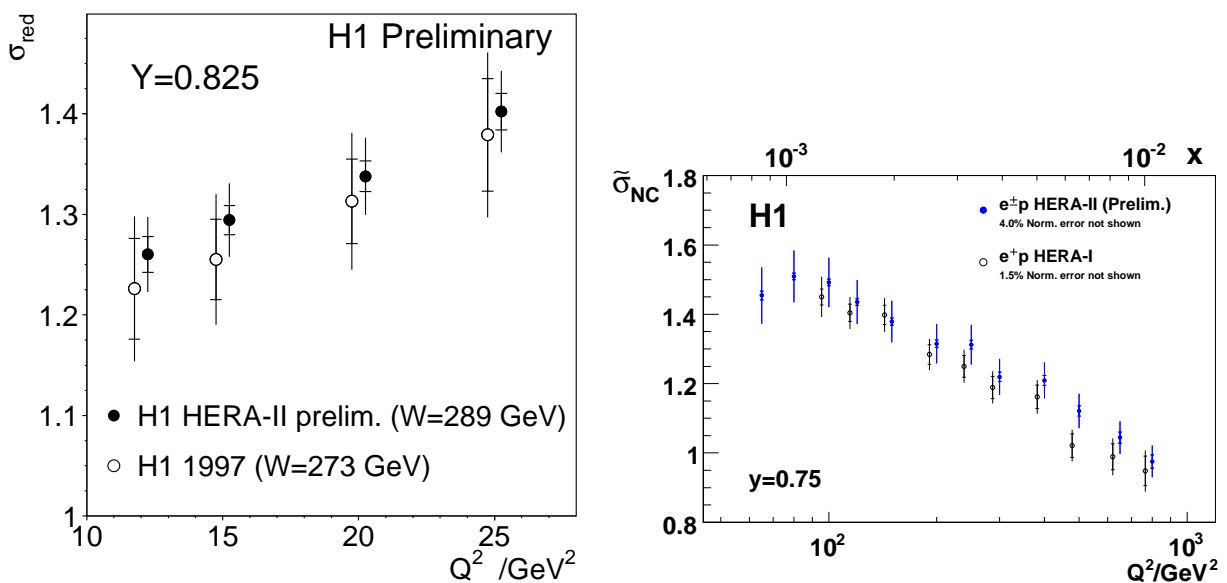 σ_red
H1 Preliminary
Y=0.825
1.4
1.3
1.2
1.1
1
H1 HERA-II prelim. (W=289 GeV)
H1 1997 (W=273 GeV)
10 15 20 25
Q² /GeV²
10⁻³ 10⁻² x
σ̃_NC
1.8
1.6
1.4
1.2
1
0.8
H1
e±p HERA-II (Prelim.)
4.0% Norm. error not shown
e⁺p HERA-I
1.5% Norm. error not shown
y=0.75
10² 10³
Q²/GeV²